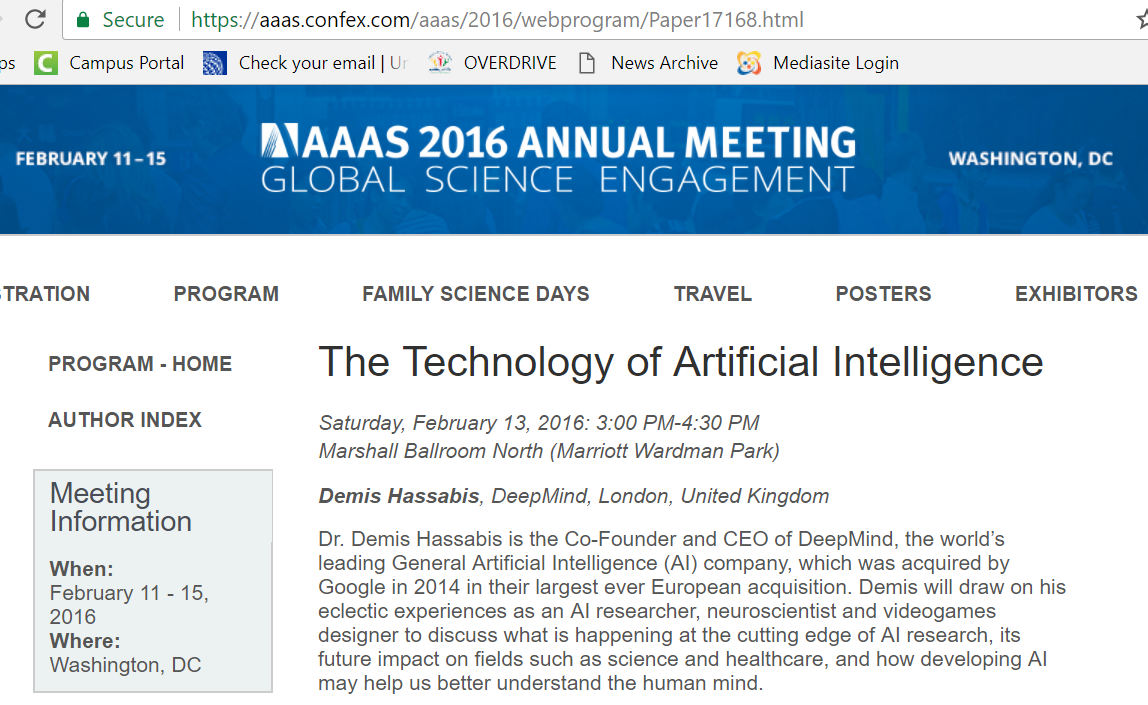 Secure https://aaas.confex.com/aaas/2016/webprogram/Paper17168.html
ps Campus Portal Check your email | Ur OVERDRIVE News Archive Mediasite Login
FEBRUARY 11–15
AAAS 2016 ANNUAL MEETING
GLOBAL SCIENCE ENGAGEMENT
WASHINGTON, DC
STRATION PROGRAM FAMILY SCIENCE DAYS TRAVEL POSTERS EXHIBITORS
PROGRAM - HOME
AUTHOR INDEX
Meeting
Information
When:
February 11 - 15,
2016
Where:
Washington, DC
The Technology of Artificial Intelligence
Saturday, February 13, 2016: 3:00 PM-4:30 PM
Marshall Ballroom North (Marriott Wardman Park)
Demis Hassabis, DeepMind, London, United Kingdom
Dr. Demis Hassabis is the Co-Founder and CEO of DeepMind, the world’s
leading General Artificial Intelligence (AI) company, which was acquired by
Google in 2014 in their largest ever European acquisition. Demis will draw on his
eclectic experiences as an AI researcher, neuroscientist and videogames
designer to discuss what is happening at the cutting edge of AI research, its
future impact on fields such as science and healthcare, and how developing AI
may help us better understand the human mind.